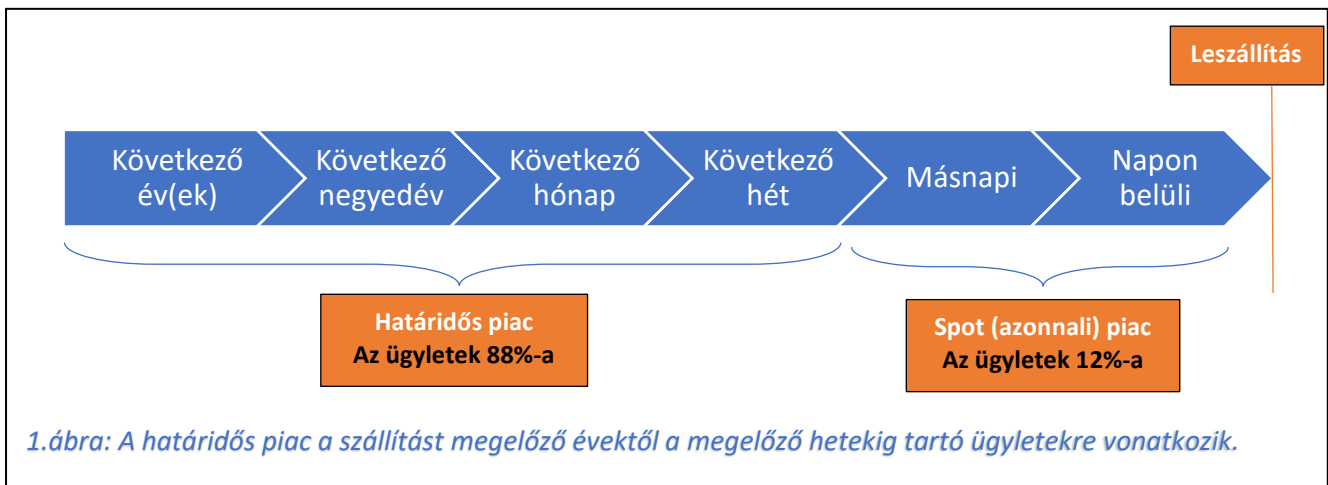 Leszállítás
Következő
év(ek)
Következő
negyedév
Következő
hónap
Következő
hét
Másnapi
Napon
belüli
Határidős piac
Az ügyletek 88%-a
Spot (azonnali) piac
Az ügyletek 12%-a
1.ábra: A határidős piac a szállítást megelőző évektől a megelőző hetekig tartó ügyletekre vonatkozik.